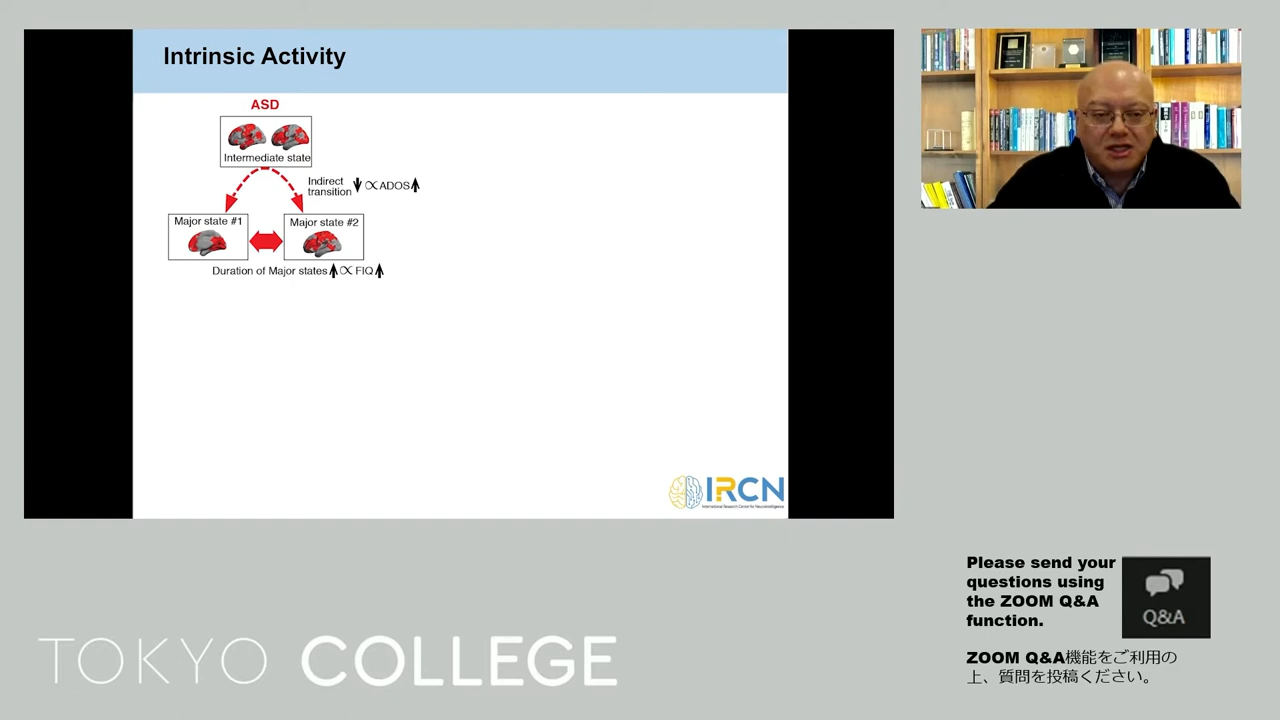 Intrinsic Activity
ASD
Intermediate state
Indirect
transition ↓ ∝ ADOS ↑
Major state #1
Major state #2
Duration of Major states ↑ ∝ FIQ ↑
IRCN
International Research Center for Neurointelligence
Please send your
questions using
the ZOOM Q&A
function.
Q&A
ZOOM Q&A機能をご利用の
上、質問を投稿ください。
TOKYO COLLEGE